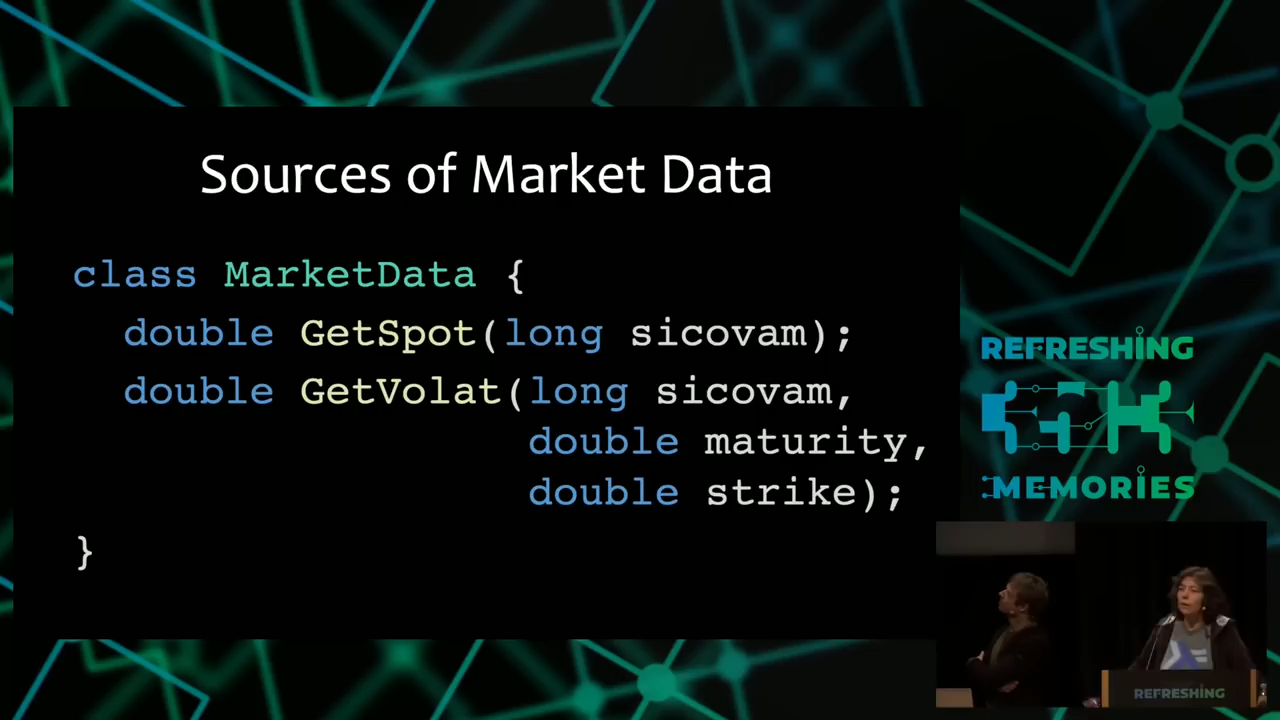 Sources of Market Data
class MarketData {
double GetSpot(long sicovam);
double GetVolat(long sicovam,
double maturity,
double strike);
}
REFRESHING
MEMORIES
REFRESHING